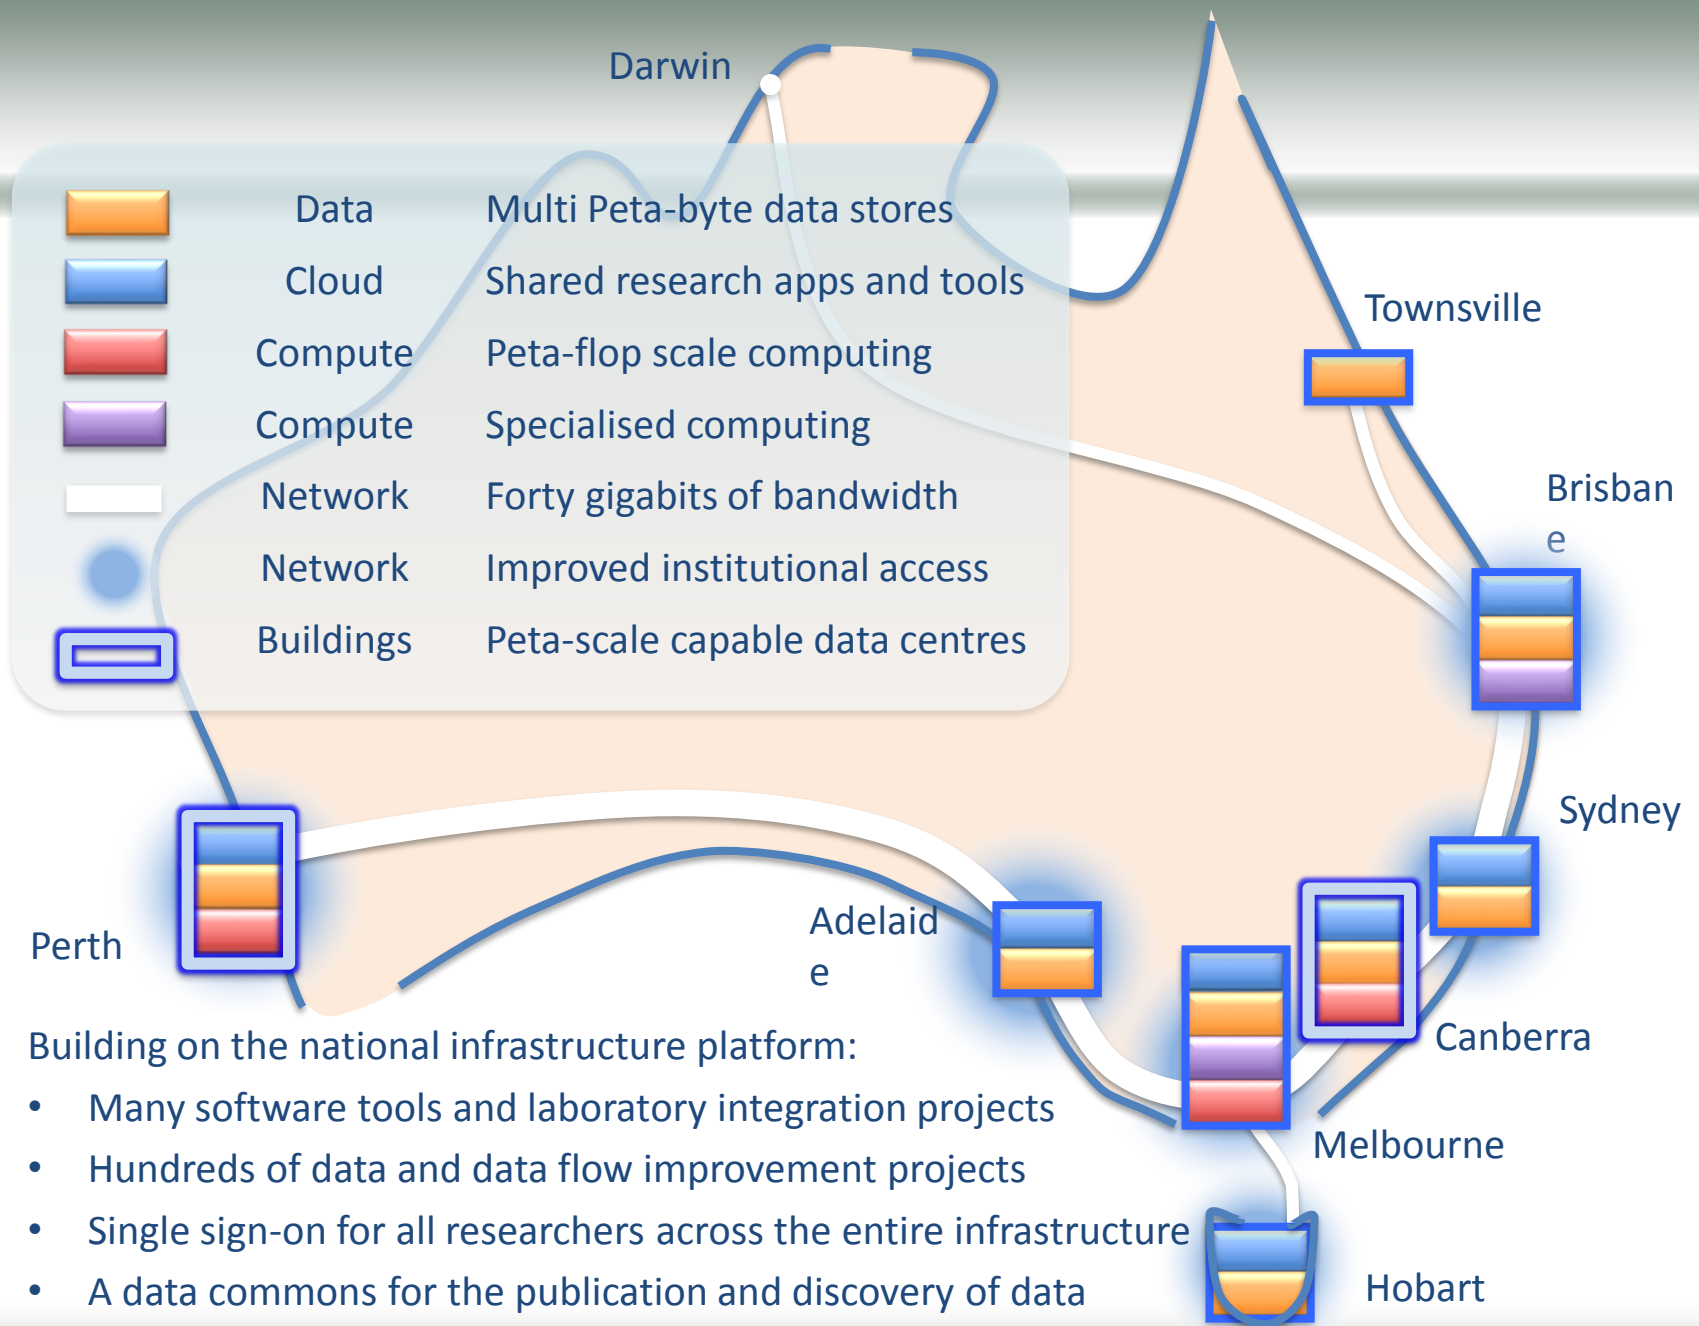 Darwin
Data Multi Peta-byte data stores
Cloud Shared research apps and tools
Compute Peta-flop scale computing
Compute Specialised computing
Network Forty gigabits of bandwidth
Network Improved institutional access
Buildings Peta-scale capable data centres
Townsville
Brisban
e
Sydney
Adelaid
e
Perth
Canberra
Melbourne
Hobart
Building on the national infrastructure platform:
• Many software tools and laboratory integration projects
• Hundreds of data and data flow improvement projects
• Single sign-on for all researchers across the entire infrastructure
• A data commons for the publication and discovery of data